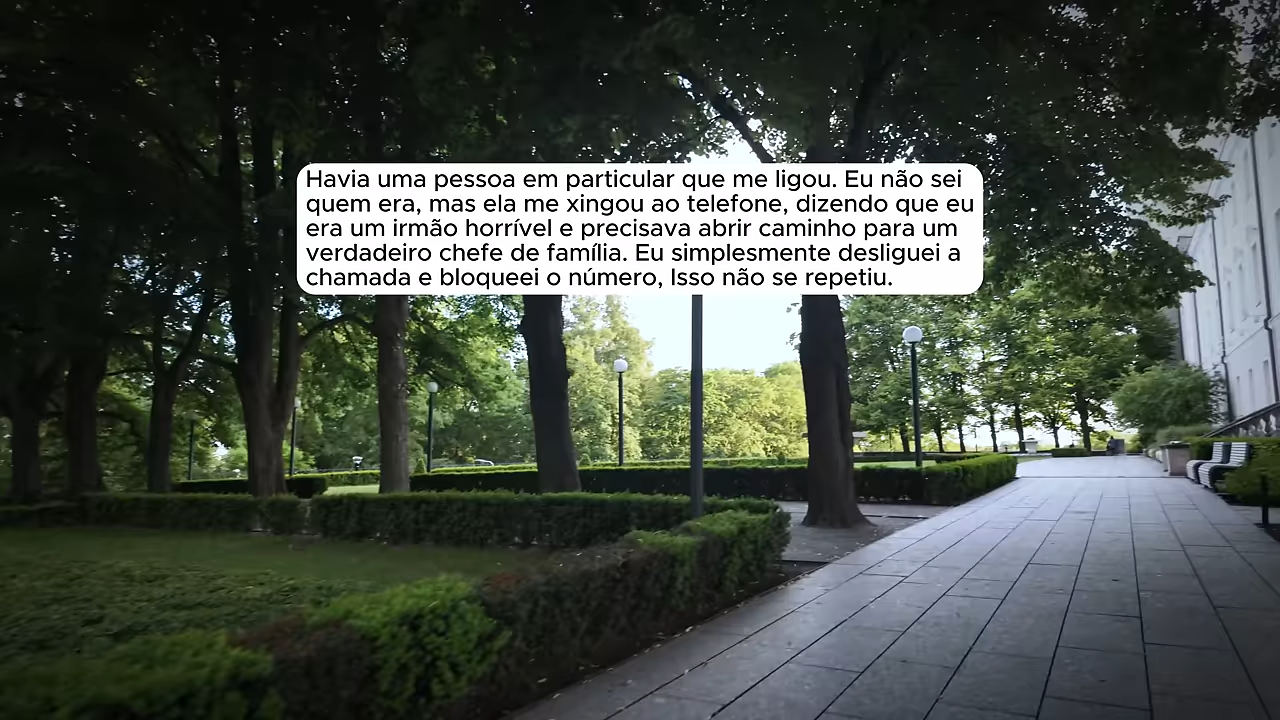 Havia uma pessoa em particular que me ligou. Eu não sei
quem era, mas ela me xingou ao telefone, dizendo que eu
era um irmão horrível e precisava abrir caminho para um
verdadeiro chefe de família. Eu simplesmente desliguei a
chamada e bloqueei o número, Isso não se repetiu.